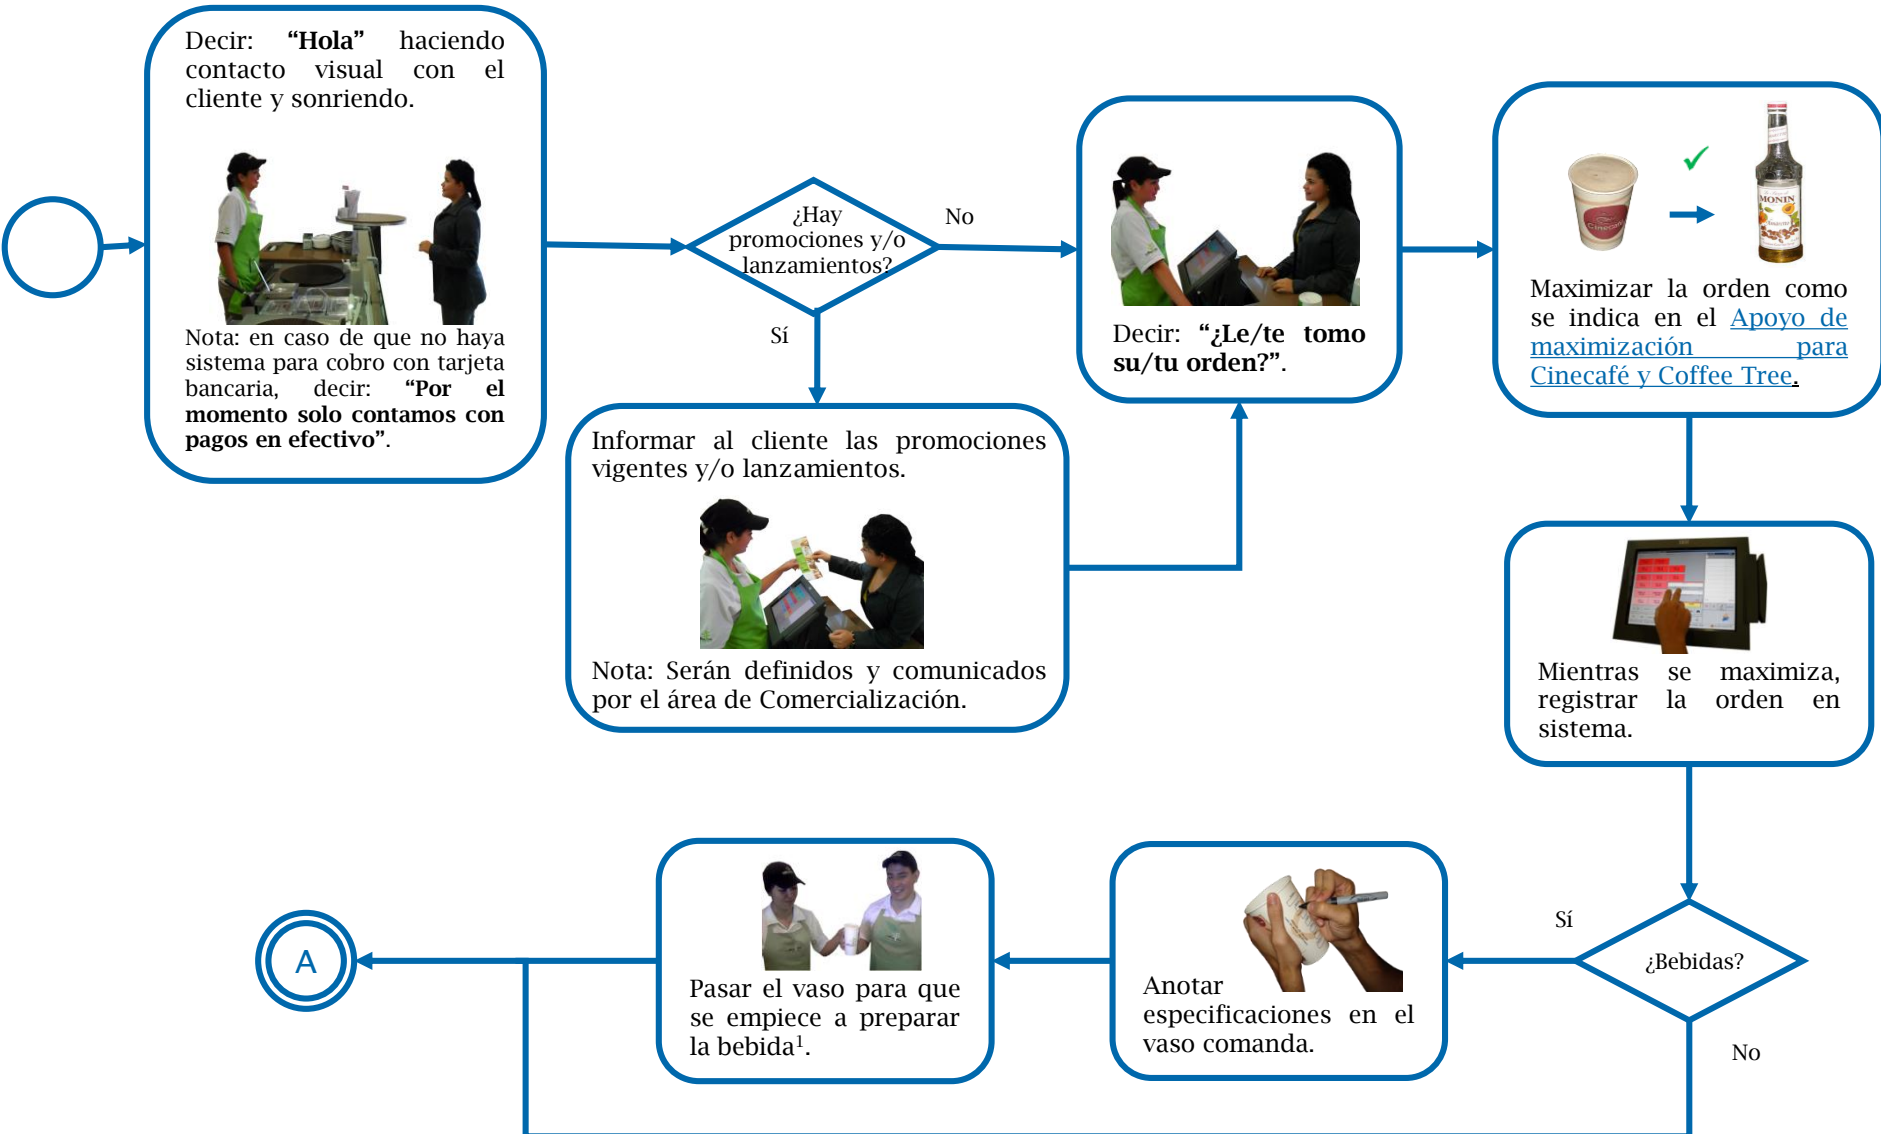 Decir: “Hola” haciendo
contacto visual con el
cliente y sonriendo.
Nota: en caso de que no haya
sistema para cobro con tarjeta
bancaria, decir: “Por el
momento solo contamos con
pagos en efectivo”.
¿Hay
promociones y/o
lanzamientos?
No
Sí
Informar al cliente las promociones
vigentes y/o lanzamientos.
Nota: Serán definidos y comunicados
por el área de Comercialización.
Decir: “¿Le/te tomo
su/tu orden?”.
Cinecafé
MONIN
Maximizar la orden como
se indica en el Apoyo de
maximización para
Cinecafé y Coffee Tree.
Mientras se maximiza,
registrar la orden en
sistema.
¿Bebidas?
Sí
No
Anotar
especificaciones en el
vaso comanda.
Pasar el vaso para que
se empiece a preparar
la bebida¹.
A